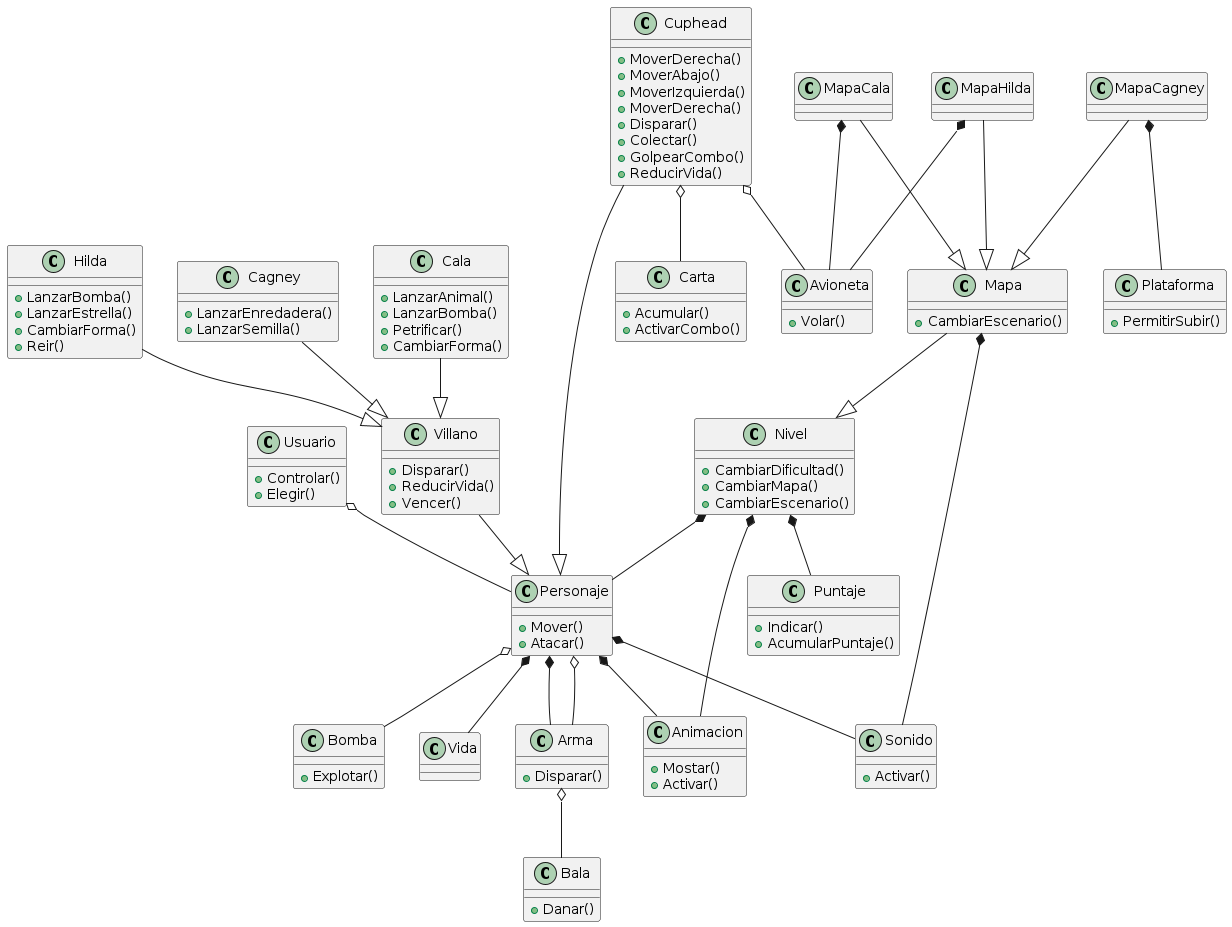 Cuphead
MoverDerecha()
MoverAbajo()
MoverIzquierda()
MoverDerecha()
Disparar()
Colectar()
GolpearCombo()
ReducirVida()
MapaCala
MapaHilda
MapaCagney
Hilda
LanzarBomba()
LanzarEstrella()
CambiarForma()
Reir()
Cagney
LanzarEnredadera()
LanzarSemilla()
Cala
LanzarAnimal()
LanzarBomba()
Petrificar()
CambiarForma()
Carta
Acumular()
ActivarCombo()
Avioneta
Volar()
Mapa
CambiarEscenario()
Plataforma
PermitirSubir()
Usuario
Controlar()
Elegir()
Villano
Disparar()
ReducirVida()
Vencer()
Nivel
CambiarDificultad()
CambiarMapa()
CambiarEscenario()
Personaje
Mover()
Atacar()
Puntaje
Indicar()
AcumularPuntaje()
Bomba
Explotar()
Vida
Arma
Disparar()
Animacion
Mostar()
Activar()
Sonido
Activar()
Bala
Danar()